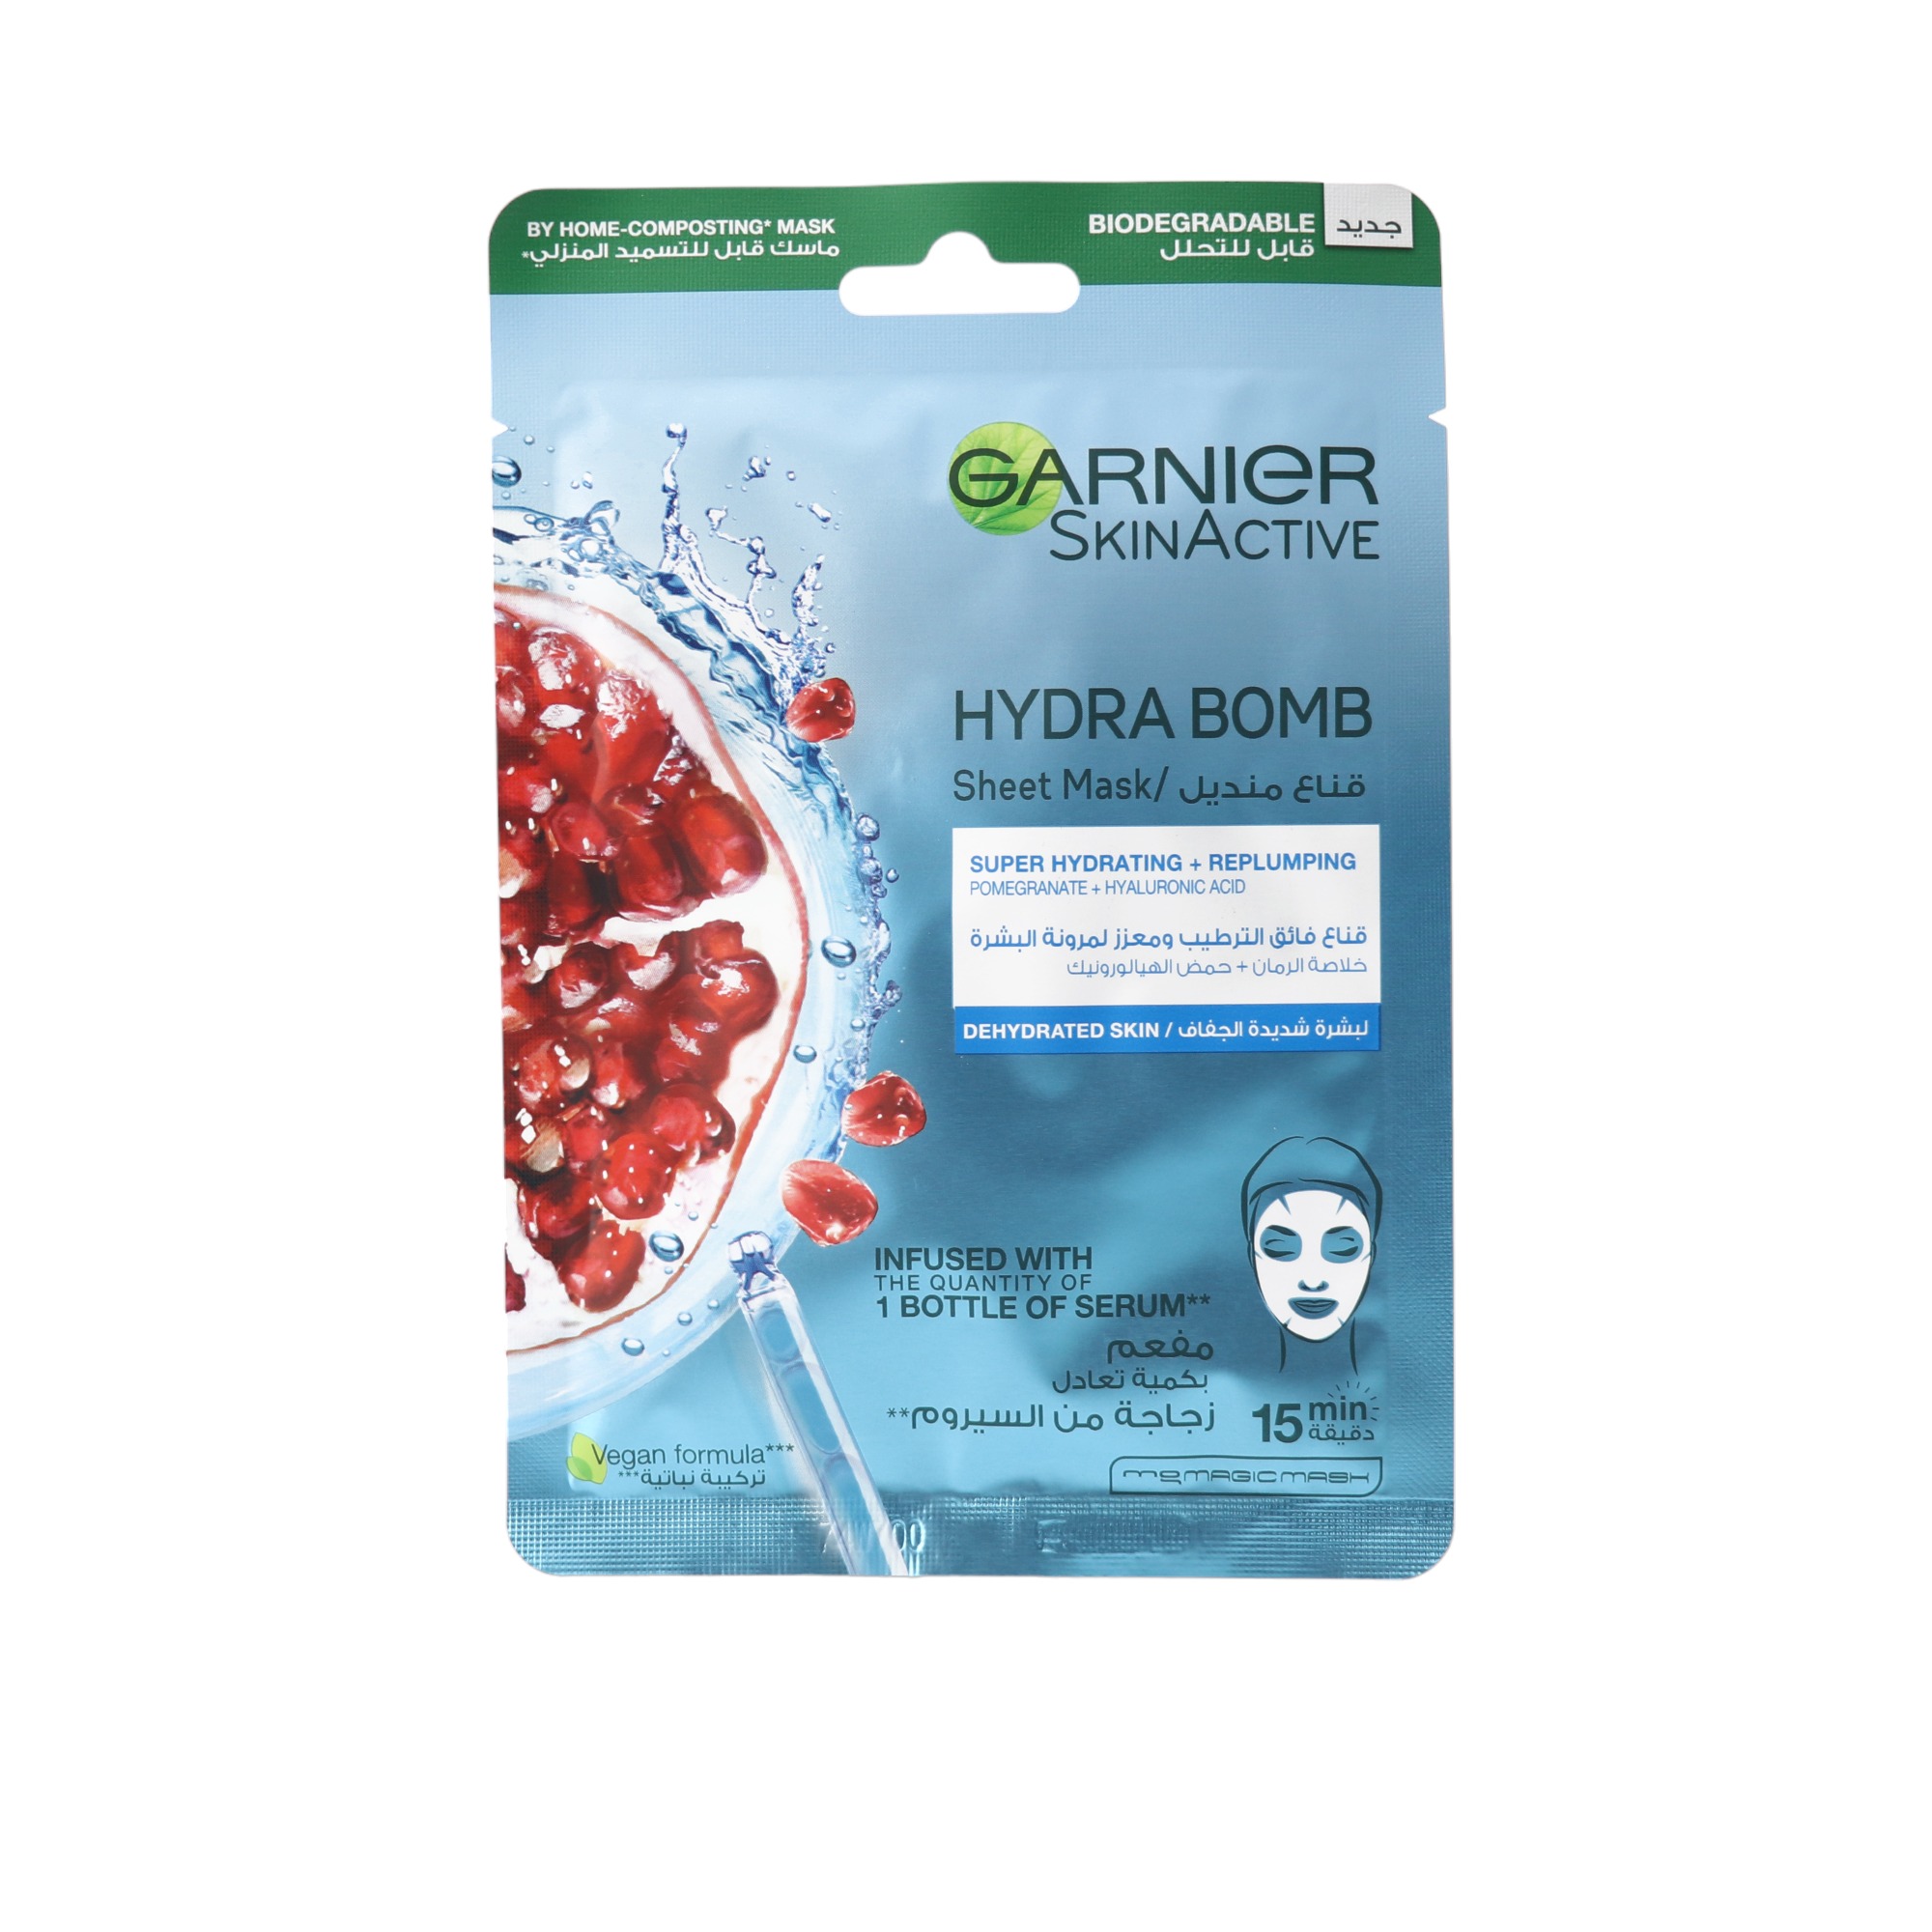 BY HOME-COMPOSTING* MASK
ماسك قابل للتسميد المنزلي*
BIODEGRADABLE
قابل للتحلل
جديد
GARNIER
SKINACTIVE
HYDRA BOMB
Sheet Mask/ قناع منديل
SUPER HYDRATING + REPLUMPING
POMEGRANATE + HYALURONIC ACID
قناع فائق الترطيب ومعزز لمرونة البشرة
خلاصة الرمان + حمض الهيالورونيك
DEHYDRATED SKIN / لبشرة شديدة الجفاف
INFUSED WITH
THE QUANTITY OF
1 BOTTLE OF SERUM**
مفعم
بكمية تعادل
زجاجة من السيروم**
15 min
دقيقة
Vegan formula***
تركيبة نباتية***
MAGIC MASK